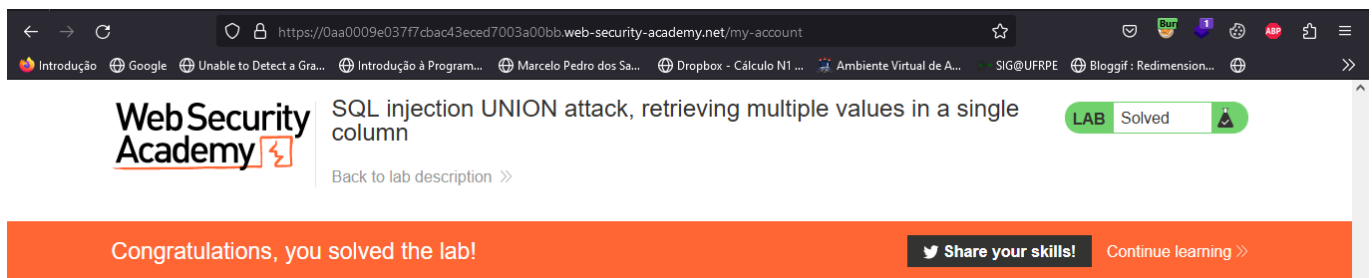 https://0aa0009e037f7cbac43eced7003a00bb.web-security-academy.net/my-account
Bur
1
ABP
Introdução Google Unable to Detect a Gra... Introdução à Program... Marcelo Pedro dos Sa... Dropbox - Cálculo N1 ... Ambiente Virtual de A... SIG@UFRPE Bloggif : Redimension...
Web Security Academy
SQL injection UNION attack, retrieving multiple values in a single
column
LAB Solved
Back to lab description
Congratulations, you solved the lab!
Share your skills!
Continue learning